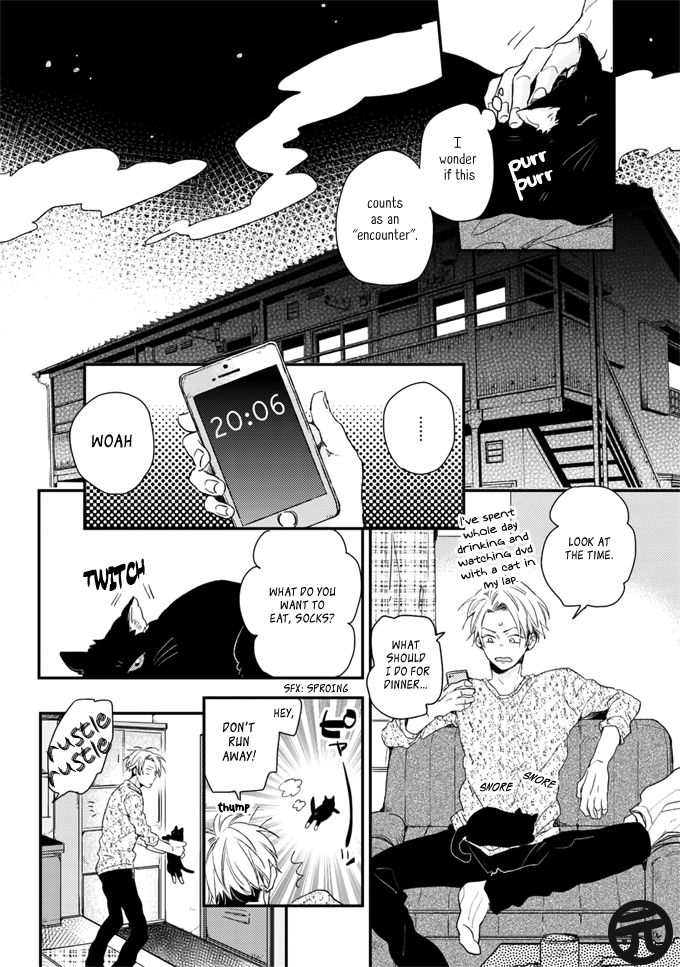 I
wonder
if this
purr
purr
counts
as an
"encounter".
......
20:06
WOAH
LOOK AT
THE TIME.
I've spent
whole day
drinking and
watching dvd
with a cat in
my lap.
WHAT
SHOULD
I DO FOR
DINNER...
SNORE
SNORE
WHAT DO YOU
WANT TO
EAT, SOCKS?
TWITCH
SFX: SPROING
HEY,
DON'T
RUN
AWAY!
thump
rustle
rustle